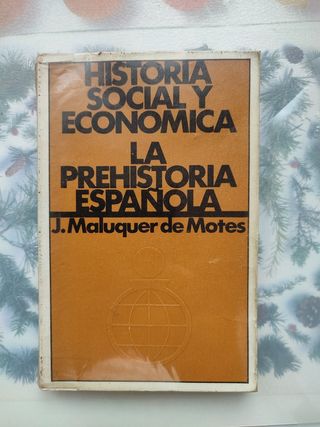 HISTORIA
SOCIAL Y
ECONOMICA
LA
PREHISTORIA
ESPAÑOLA
J. Maluquer de Motes